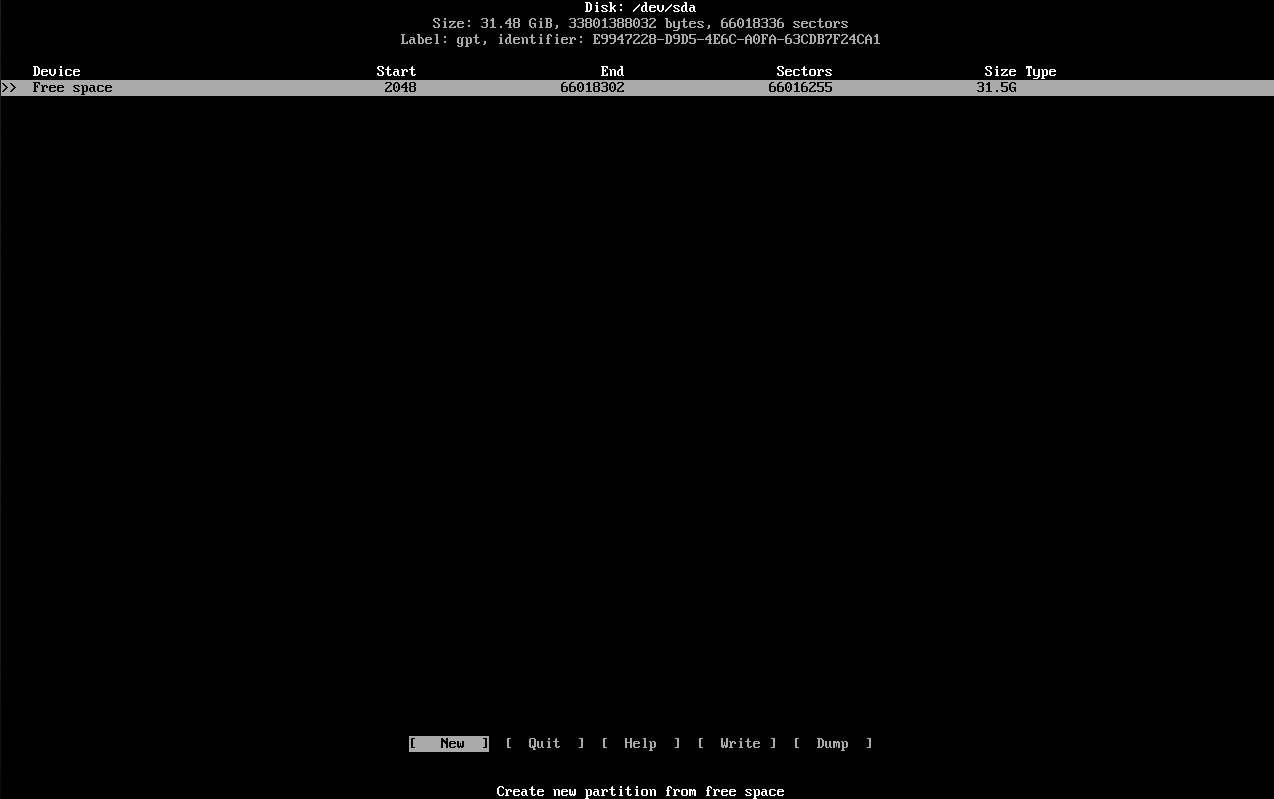 Disk: /dev/sda
Size: 31.48 GiB, 33801388032 bytes, 66018336 sectors
Label: gpt, identifier: E9947228-D9D5-4E6C-A0FA-63CDB7F24CA1
Device Start End Sectors Size Type
>> Free space 2048 66018302 66016255 31.5G
[ New ] [ Quit ] [ Help ] [ Write ] [ Dump ]
Create new partition from free space